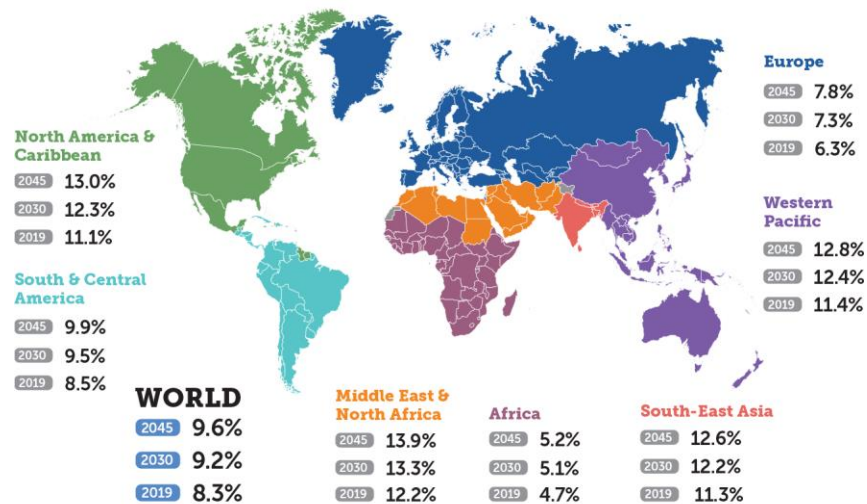 Europe
2045 7.8%
2030 7.3%
2019 6.3%
North America &
Caribbean
2045 13.0%
2030 12.3%
2019 11.1%
Western
Pacific
2045 12.8%
2030 12.4%
2019 11.4%
South & Central
America
2045 9.9%
2030 9.5%
2019 8.5%
WORLD
2045 9.6%
2030 9.2%
2019 8.3%
Middle East &
North Africa
2045 13.9%
2030 13.3%
2019 12.2%
Africa
2045 5.2%
2030 5.1%
2019 4.7%
South-East Asia
2045 12.6%
2030 12.2%
2019 11.3%